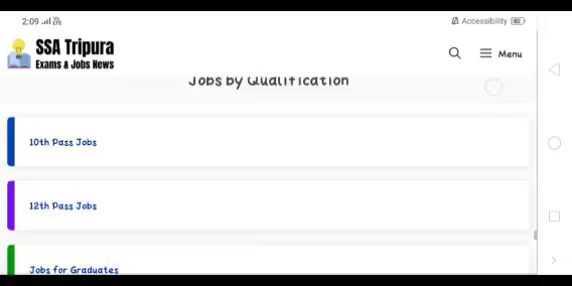 2:09
Accessibility
SSA Tripura
Exams & Jobs News
Menu
Jobs by Qualification
10th Pass Jobs
12th Pass Jobs
Jobs for Graduates